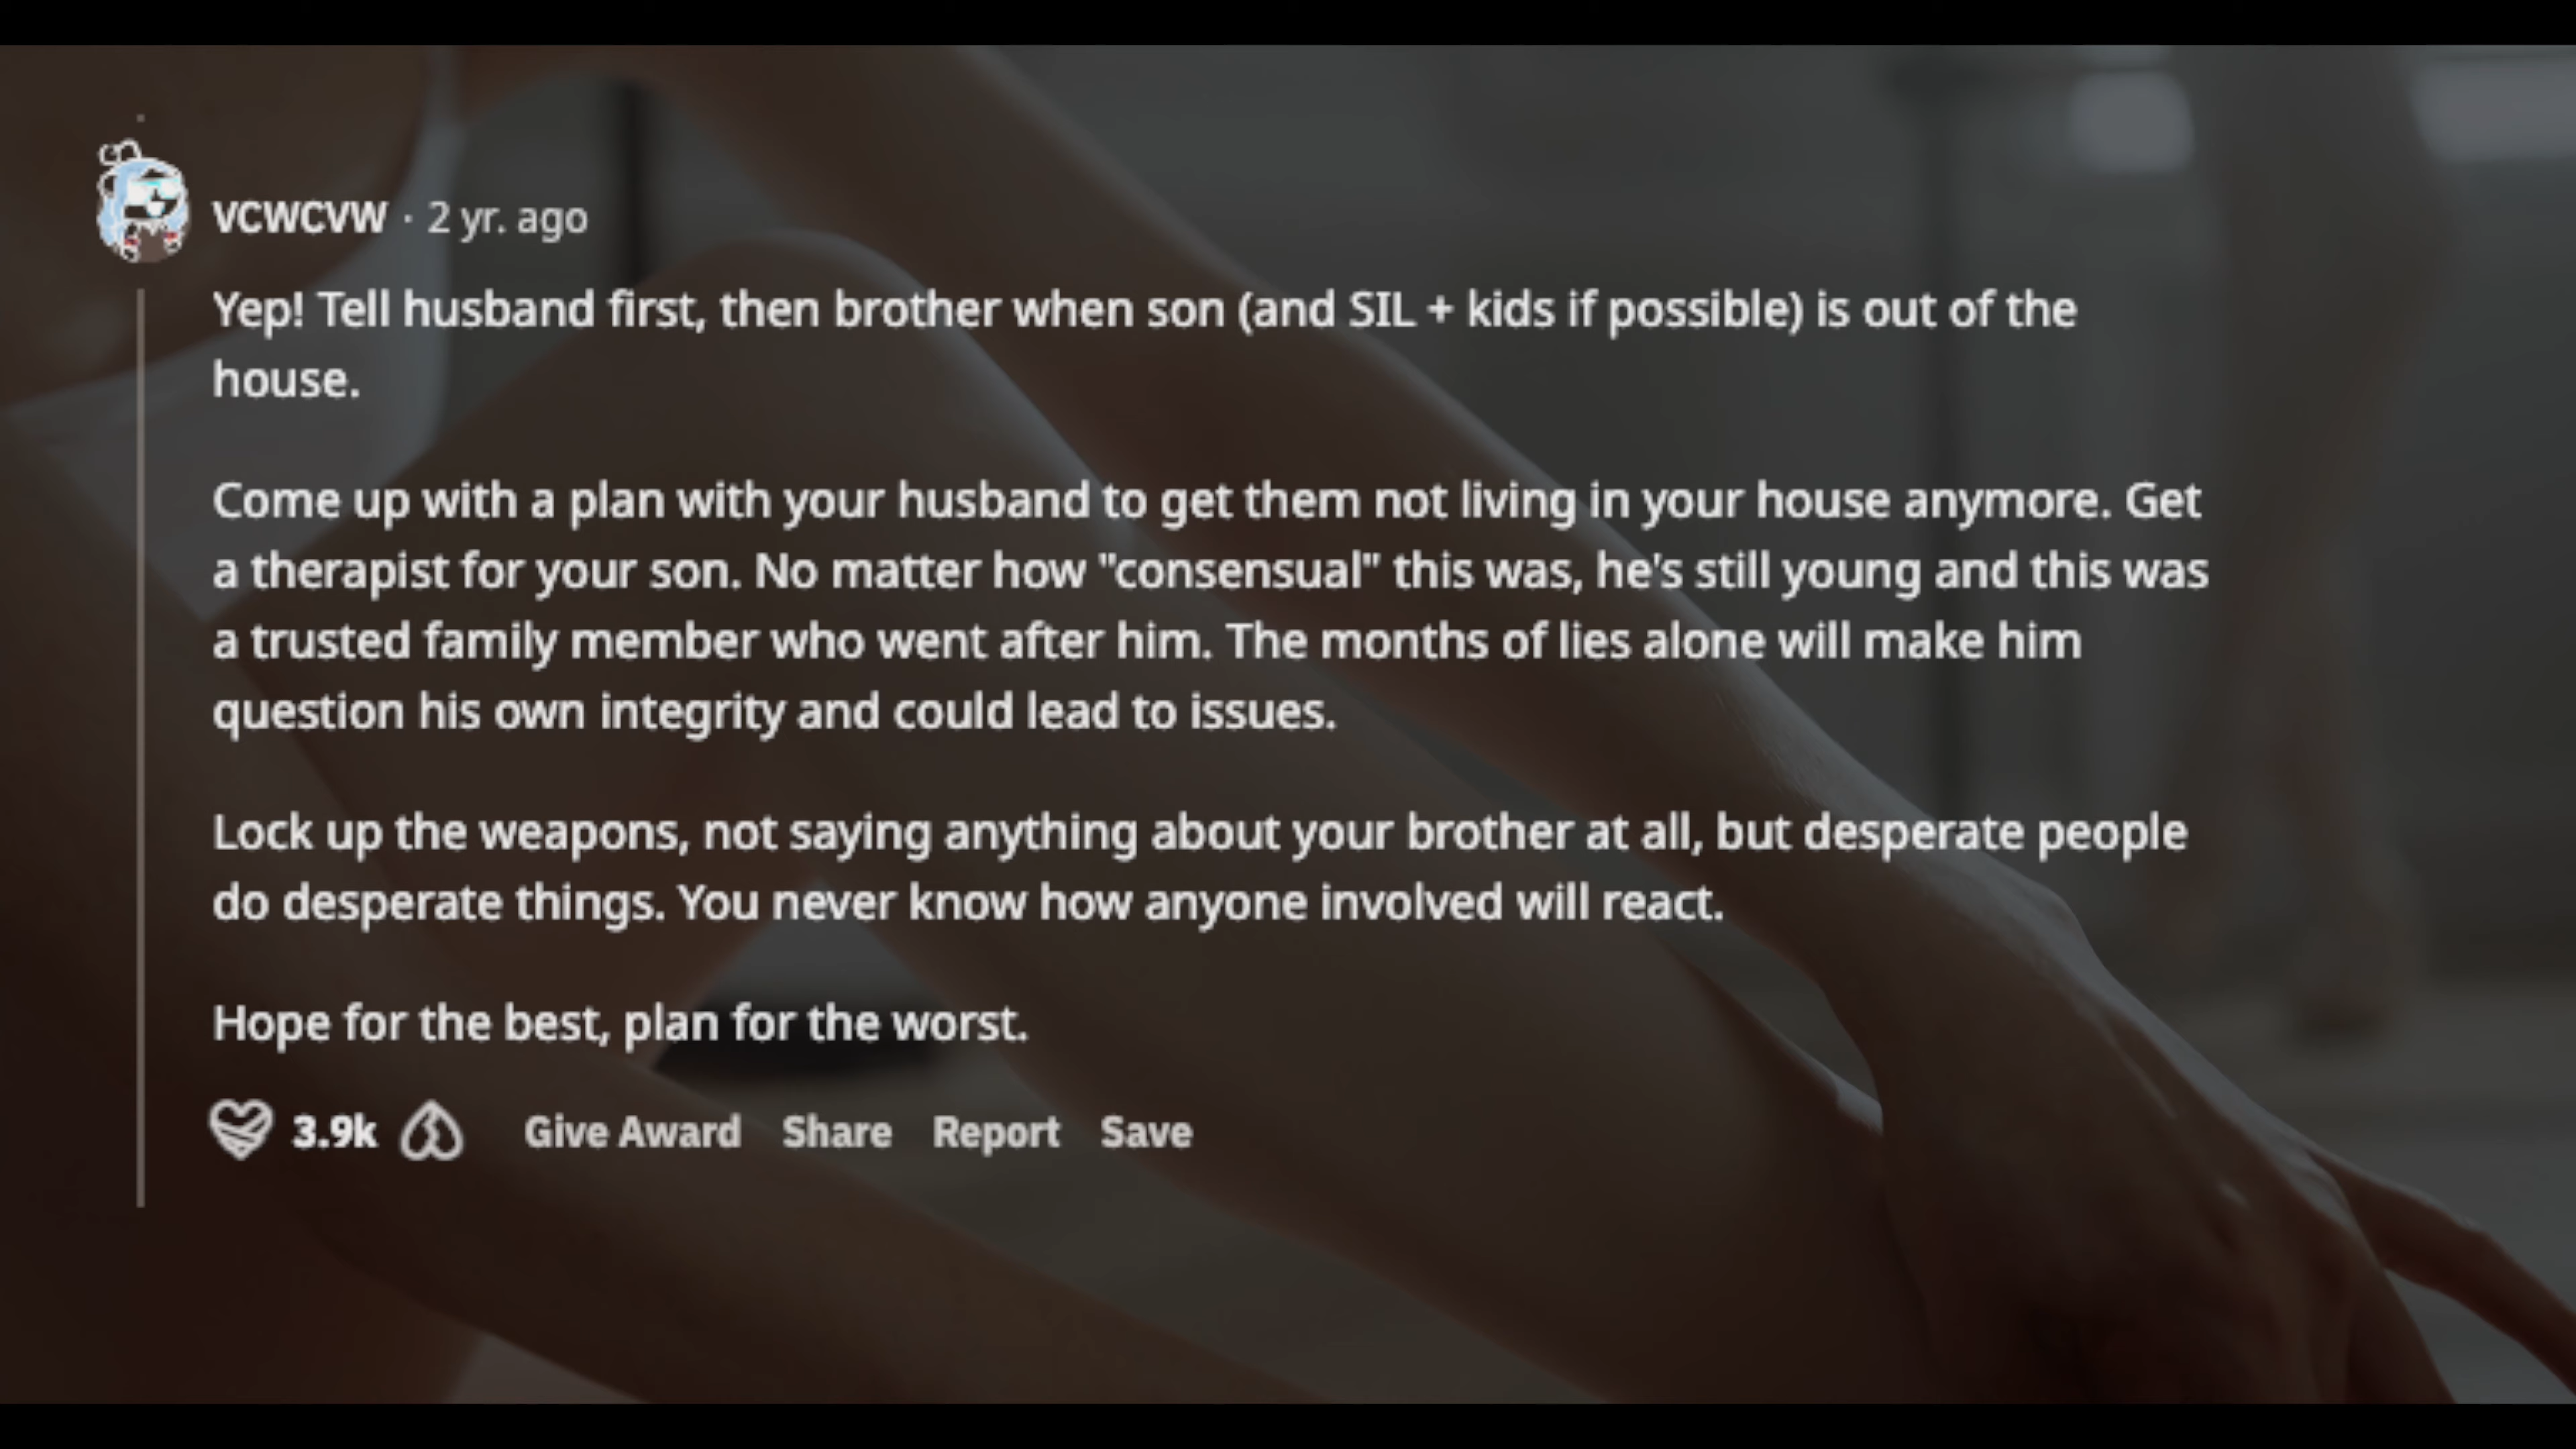 VCWCVW · 2 yr. ago
Yep! Tell husband first, then brother when son (and SIL + kids if possible) is out of the
house.
Come up with a plan with your husband to get them not living in your house anymore. Get
a therapist for your son. No matter how "consensual" this was, he's still young and this was
a trusted family member who went after him. The months of lies alone will make him
question his own integrity and could lead to issues.
Lock up the weapons, not saying anything about your brother at all, but desperate people
do desperate things. You never know how anyone involved will react.
Hope for the best, plan for the worst.
3.9k Give Award Share Report Save